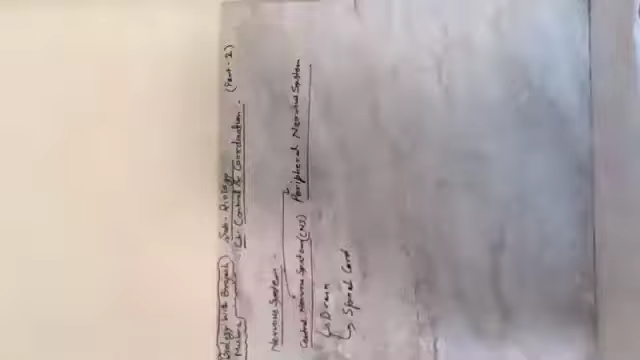 Biology with
Sub - Biology
Ch: Control & Coordination. (Part - 2)
Nervous System -
Central Nervous System (CNS) Peripheral Nervous System
Brain
Spinal Cord